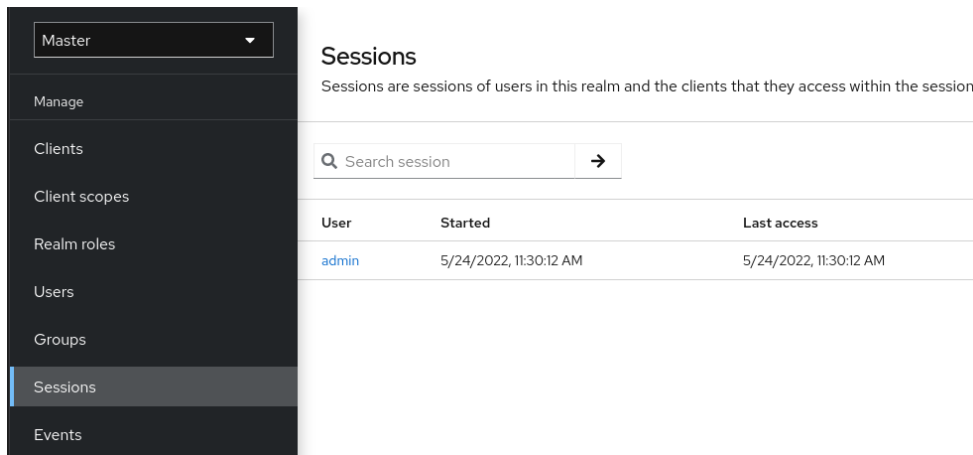 Master
Manage
Clients
Client scopes
Realm roles
Users
Groups
Sessions
Events
Sessions
Sessions are sessions of users in this realm and the clients that they access within the session
Search session
User Started Last access
admin 5/24/2022, 11:30:12 AM 5/24/2022, 11:30:12 AM